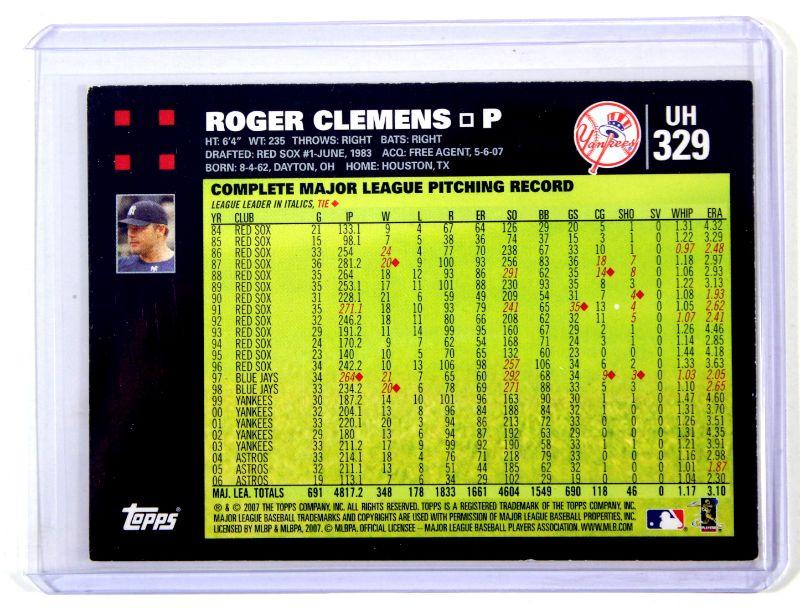 ROGER CLEMENS P
HT: 6'4" WT: 235 THROWS: RIGHT BATS: RIGHT
DRAFTED: RED SOX #1-JUNE, 1983 ACQ: FREE AGENT, 5-6-07
BORN: 8-4-62, DAYTON, OH HOME: HOUSTON, TX
Yankees
UH
329
COMPLETE MAJOR LEAGUE PITCHING RECORD
LEAGUE LEADER IN ITALICS, TIE ◆
YR CLUB G IP W L R ER SO BB GS CG SHO SV WHIP ERA
84 RED SOX 21 133.1 9 4 67 64 126 29 20 5 1 0 1.31 4.32
85 RED SOX 15 98.1 7 5 38 36 74 37 15 3 1 0 1.22 3.29
86 RED SOX 33 254 24 4 77 70 238 67 33 10 1 0 0.97 2.48
87 RED SOX 36 281.2 20◆ 9 100 93 256 83 36 18 7 0 1.18 2.97
88 RED SOX 35 264 18 12 93 86 291 62 35 14◆ 8 0 1.06 2.93
89 RED SOX 35 253.1 17 11 101 88 230 93 35 8 3 0 1.22 3.13
90 RED SOX 31 228.1 21 6 59 49 209 54 31 7 4◆ 0 1.08 1.93
91 RED SOX 35 271.1 18 10 93 79 241 65 35◆ 13 4 0 1.05 2.62
92 RED SOX 32 246.2 18 11 80 66 208 62 32 11 5 0 1.07 2.41
93 RED SOX 29 191.2 11 14 99 95 160 67 29 2 1 0 1.26 4.46
94 RED SOX 24 170.2 9 7 62 54 168 71 24 3 1 0 1.14 2.85
95 RED SOX 23 140 10 5 70 65 132 60 23 0 0 0 1.44 4.18
96 RED SOX 34 242.2 10 13 106 98 257 106 34 6 2 0 1.33 3.63
97 BLUE JAYS 34 264◆ 21 7 65 60 292 68 34 9◆ 3◆ 0 1.03 2.05
98 BLUE JAYS 33 234.2 20◆ 6 78 69 271 88 33 5 3 0 1.10 2.65
99 YANKEES 30 187.2 14 10 101 96 163 90 30 1 1 0 1.47 4.60
00 YANKEES 32 204.1 13 8 96 84 188 84 32 1 0 0 1.31 3.70
01 YANKEES 33 220.1 20 3 94 86 213 72 33 0 0 0 1.26 3.51
02 YANKEES 29 180 13 6 94 87 192 63 29 0 0 0 1.31 4.35
03 YANKEES 33 211.2 17 9 99 92 190 58 33 1 1 0 1.21 3.91
04 ASTROS 33 214.1 18 4 76 71 218 79 33 0 0 0 1.16 2.98
05 ASTROS 32 211.1 13 8 51 44 185 62 32 1 0 0 1.01 1.87
06 ASTROS 19 113.1 7 6 34 29 102 29 19 0 0 0 1.04 2.30
MAJ. LEA. TOTALS 691 4817.2 348 178 1833 1661 4604 1549 690 118 46 0 1.17 3.10
TOPPS
® & © 2007 THE TOPPS COMPANY, INC. ALL RIGHTS RESERVED. TOPPS IS A REGISTERED TRADEMARK OF THE TOPPS COMPANY, INC.
MAJOR LEAGUE BASEBALL TRADEMARKS AND COPYRIGHTS ARE USED WITH PERMISSION OF MAJOR LEAGUE BASEBALL PROPERTIES, INC.
LICENSED BY MLBP & MLBPA, 2007. © MLBPA, OFFICIAL LICENSEE – MAJOR LEAGUE BASEBALL PLAYERS ASSOCIATION. WWW.MLB.COM
PLAYERS